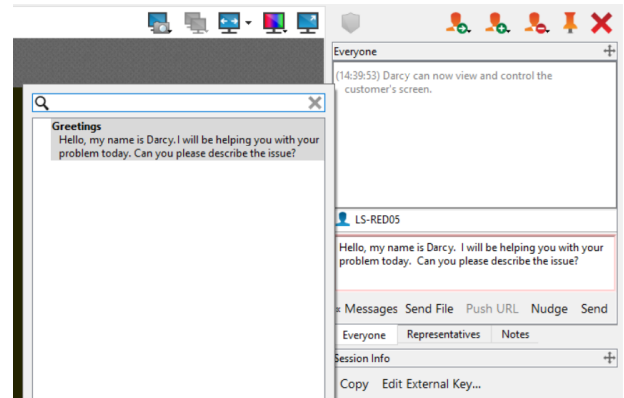 Everyone
(14:39:53) Darcy can now view and control the
customer's screen.
Greetings
Hello, my name is Darcy.I will be helping you with your
problem today. Can you please describe the issue?
LS-RED05
Hello, my name is Darcy.  I will be helping you with your
problem today.  Can you please describe the issue?
« Messages Send File Push URL Nudge Send
Everyone Representatives Notes
Session Info
Copy Edit External Key...